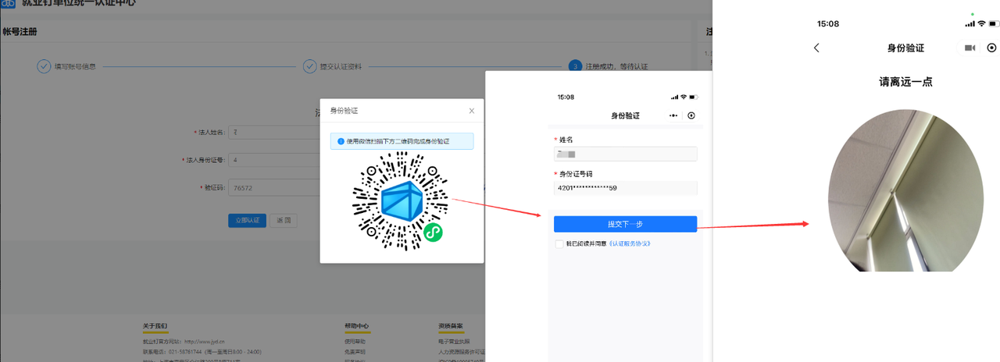 就业钉单位统一认证中心
帐号注册
填写账号信息
提交认证资料
3 注册成功，等待认证
* 法人姓名：
* 法人身份证号： 4
* 验证码： 76572
立即认证 返 回
关于我们
就业钉官方网站：http://www.jyd.cn
联系电话：021-58781744（周一至周日8:00 - 24:00）
帮助中心
使用帮助
免责声明
资质备案
电子营业执照
人力资源服务许可证
身份验证
使用微信扫描下方二维码完成身份验证
15:08
身份验证
* 姓名
* 身份证号码
4201************59
提交下一步
我已阅读并同意《认证服务协议》
15:08
身份验证
请离远一点